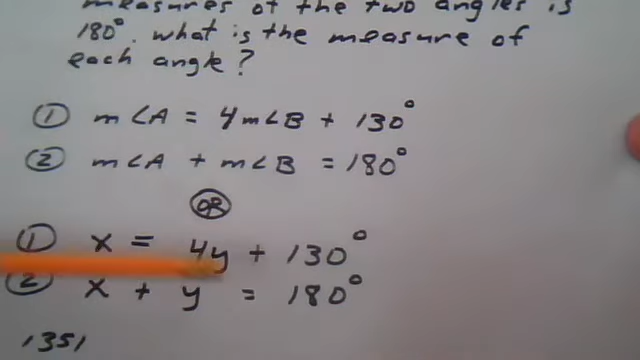 measures of the two angles is
180°. what is the measure of
each angle?
① m∠A = 4m∠B + 130°
② m∠A + m∠B = 180°
OR
① x = 4y + 130°
② x + y = 180°
1351